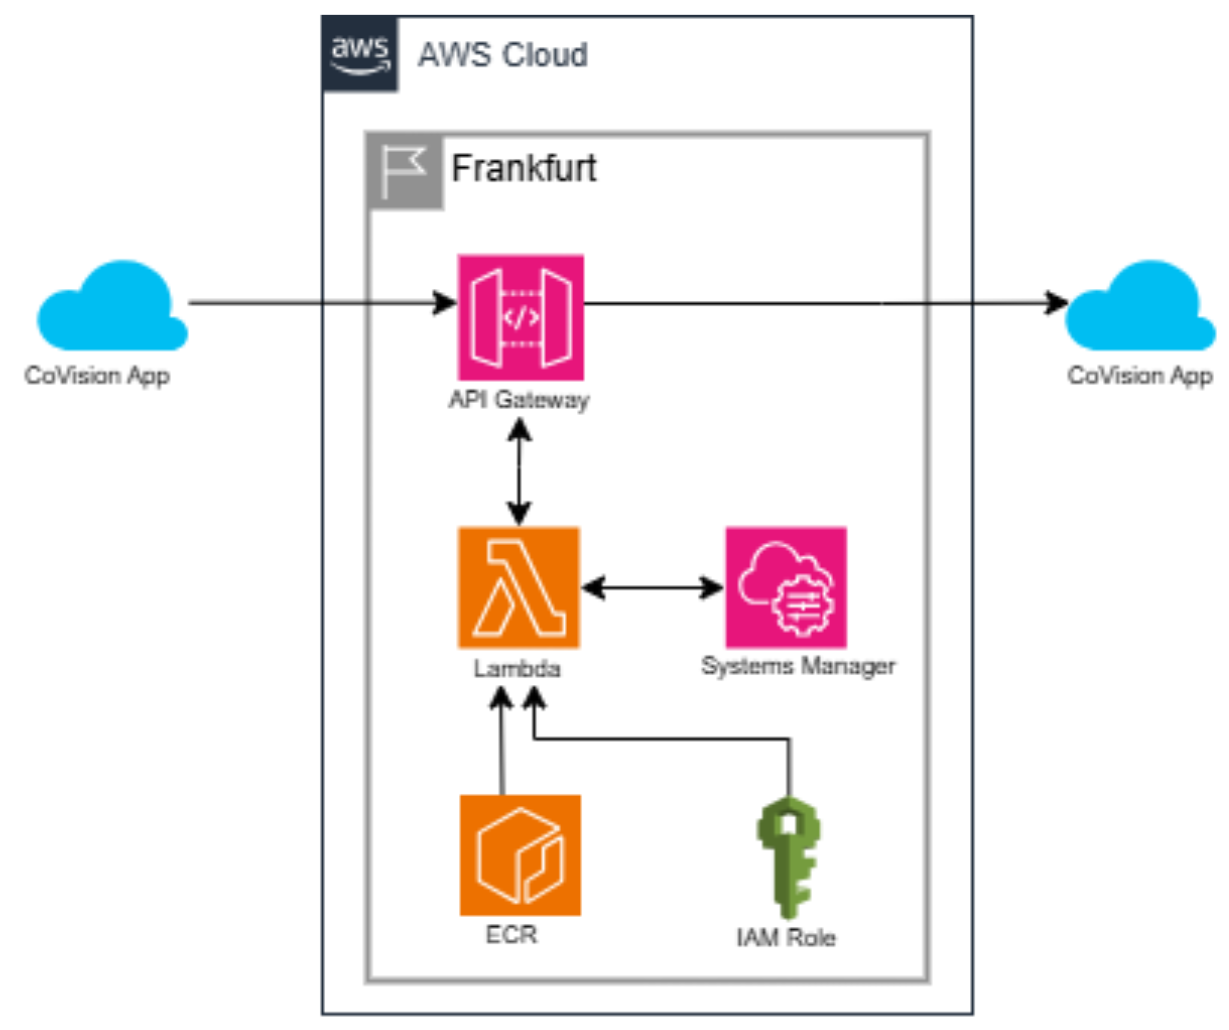 aws
AWS Cloud
Frankfurt
</>
CoVision App
API Gateway
CoVision App
Lambda
Systems Manager
ECR
IAM Role